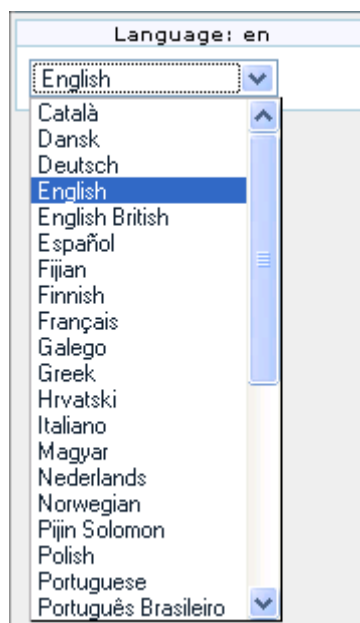 Language: en
English
Català
Dansk
Deutsch
English
English British
Español
Fijian
Finnish
Français
Galego
Greek
Hrvatski
Italiano
Magyar
Nederlands
Norwegian
Pijin Solomon
Polish
Portuguese
Português Brasileiro